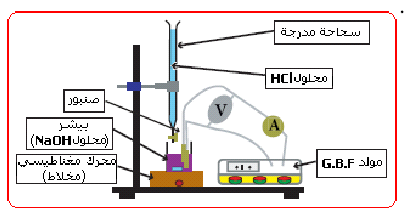 سحاحة مدرجة
محلول HCl
صنبور
V
A
بيشر
(محلول NaOH)
محرك مغناطيسي
(مخلاط)
مولد G.B.F